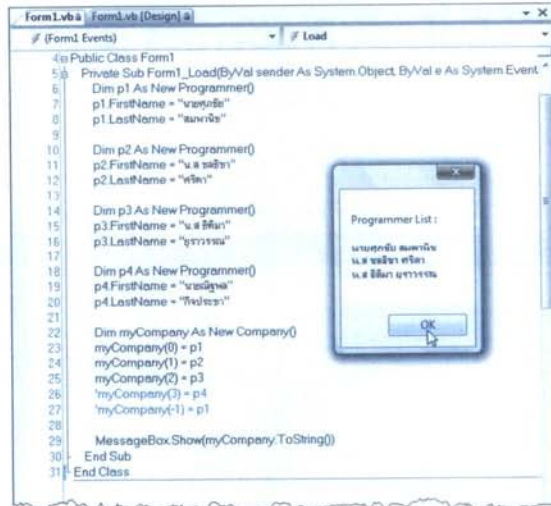 Form1.vb Form1.vb [Design]
(Form1 Events) Load
4 Public Class Form1
5 Private Sub Form1_Load(ByVal sender As System.Object, ByVal e As System.Event
6 Dim p1 As New Programmer()
7 p1.FirstName = "นายศุภชัย"
8 p1.LastName = "สมพานิช"
9
10 Dim p2 As New Programmer()
11 p2.FirstName = "น.ส ชลธิชา"
12 p2.LastName = "ศรีดา"
13
14 Dim p3 As New Programmer()
15 p3.FirstName = "น.ส ธิติมา"
16 p3.LastName = "ยุราวรรณ"
17
18 Dim p4 As New Programmer()
19 p4.FirstName = "นายณัฐพล"
20 p4.LastName = "กิจประชา"
21
22 Dim myCompany As New Company()
23 myCompany(0) = p1
24 myCompany(1) = p2
25 myCompany(2) = p3
26 'myCompany(3) = p4
27 'myCompany(-1) = p1
28
29 MessageBox.Show(myCompany.ToString())
30 End Sub
31 End Class
Programmer List :
นายศุภชัย สมพานิช
น.ส ชลธิชา ศรีดา
น.ส ธิติมา ยุราวรรณ
OK